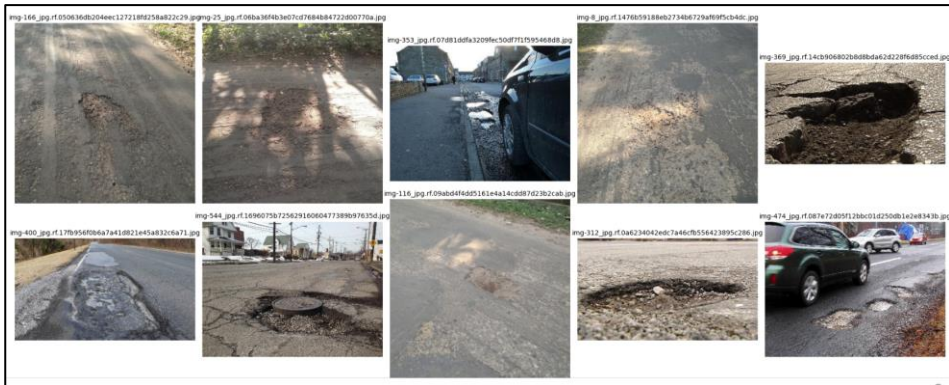 img-166_jpg.rf.050636db204eec127218fd258a822c29.jpg
img-25_jpg.rf.06ba36f4b3e07cd7684b84722d00770a.jpg
img-353_jpg.rf.07d81ddfa3209fec50df7f1f595468d8.jpg
img-8_jpg.rf.1476b59188eb2734b6729af69f5cb4dc.jpg
img-369_jpg.rf.14cb906802b8d8bda62d228f6d85cced.jpg
img-400_jpg.rf.17fb956f0b6a7a41d821e45a832c6a71.jpg
img-544_jpg.rf.1696075b72562916060477389b97635d.jpg
img-116_jpg.rf.09abd4f4dd5161e4a14cdd87d23b2cab.jpg
img-312_jpg.rf.0a6234042edc7a46cfb556423895c286.jpg
img-474_jpg.rf.087e72d05f12bbc01d250db1e2e8343b.jpg